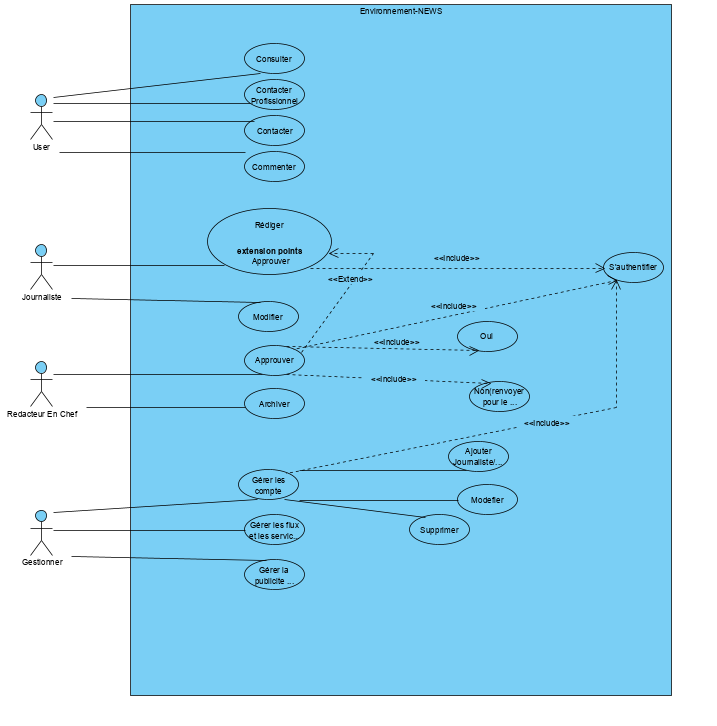 Environnement-NEWS
Consulter
Contacter
Profissionnel
User
Contacter
Commenter
Rédiger
extension points
Approuver
<<Include>>
S'authentifier
<<Extend>>
Journaliste
Modifier
<<Include>>
Oui
<<Include>>
Approuver
<<Include>>
Non(renvoyer
pour le ...
Redacteur En Chef
Archiver
<<Include>>
Ajouter
Journaliste/...
Gérer les
compte
Modefier
Supprimer
Gérer les flux
et les servic...
Gestionner
Gérer la
publicite ...